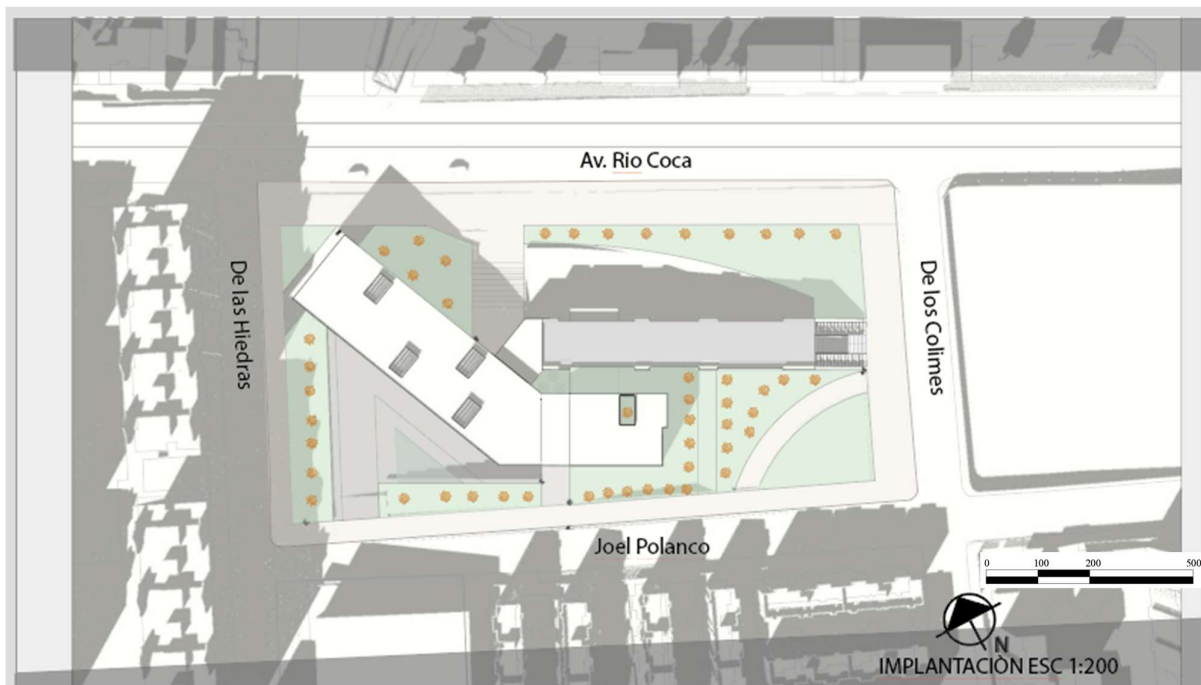 Av. Rio Coca
De las Hiedras
De los Colimes
Joel Polanco
0 100 200 500
N
IMPLANTACIÒN ESC 1:200